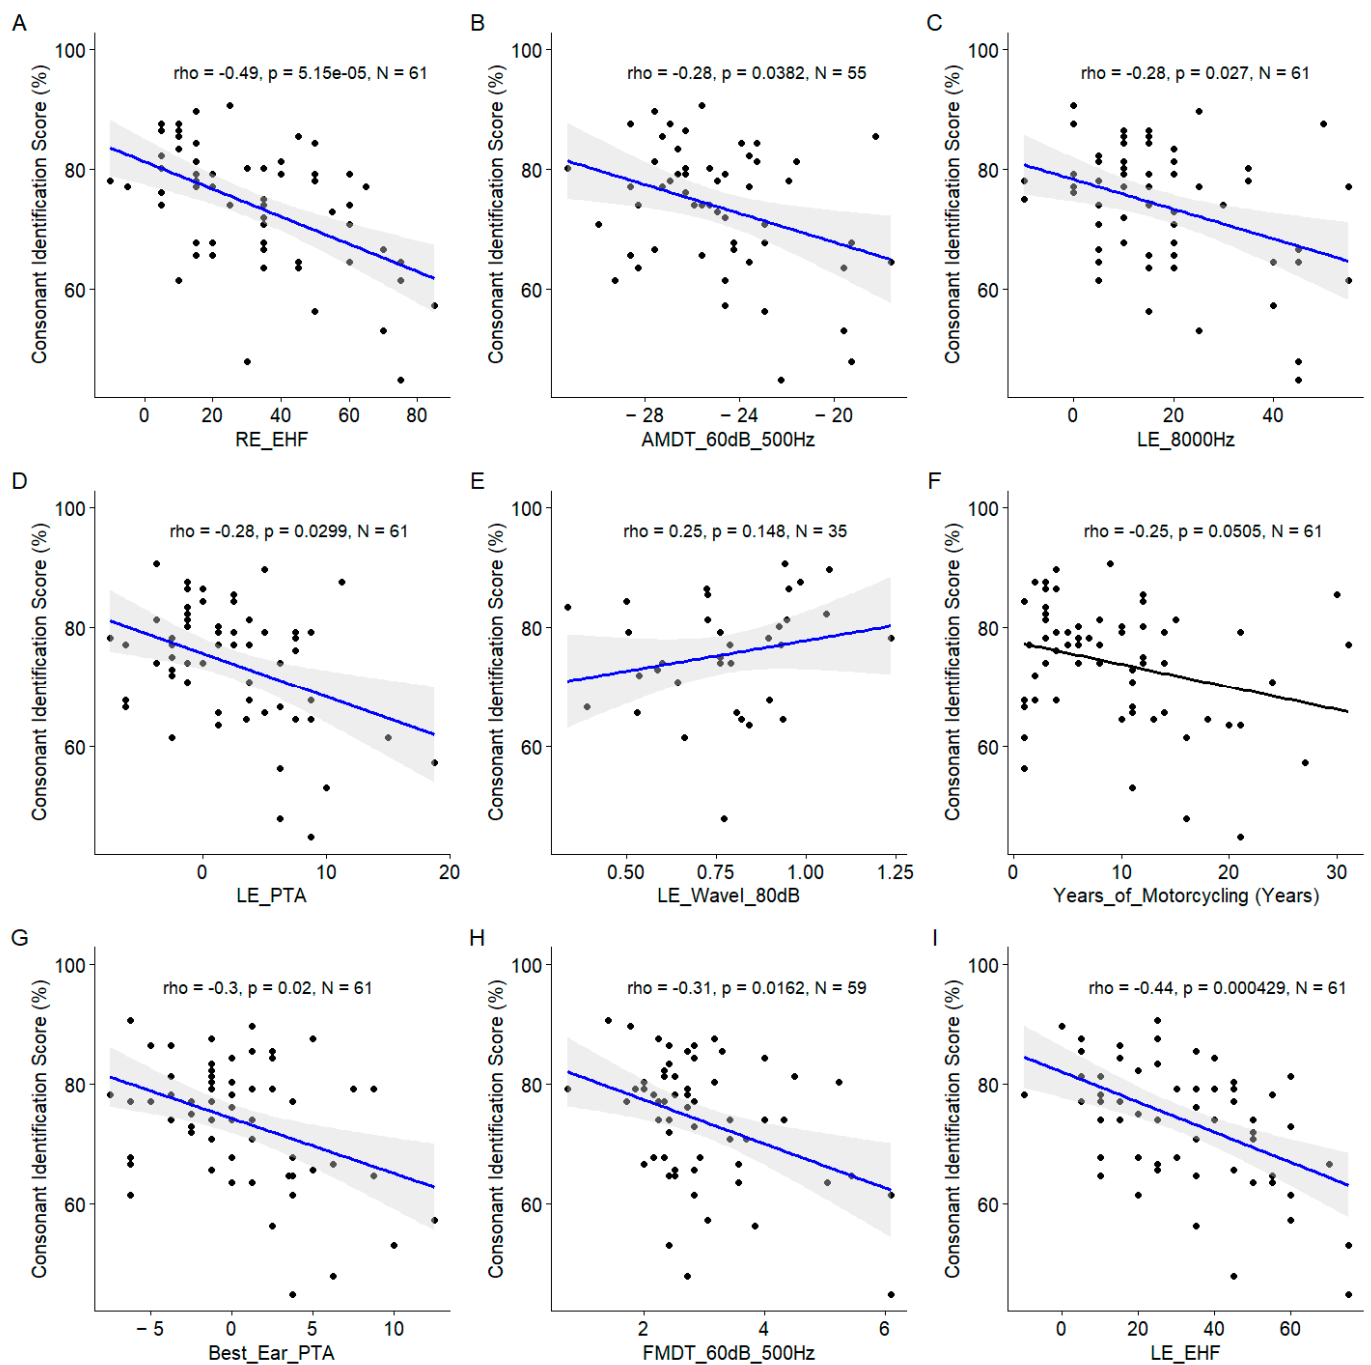 A
Consonant Identification Score (%)
100
80
60
rho = -0.49, p = 5.15e-05, N = 61
0 20 40 60 80
RE_EHF
B
Consonant Identification Score (%)
100
80
60
rho = -0.28, p = 0.0382, N = 55
−28 −24 −20
AMDT_60dB_500Hz
C
Consonant Identification Score (%)
100
80
60
rho = -0.28, p = 0.027, N = 61
0 20 40
LE_8000Hz
D
Consonant Identification Score (%)
100
80
60
rho = -0.28, p = 0.0299, N = 61
0 10 20
LE_PTA
E
Consonant Identification Score (%)
100
80
60
rho = 0.25, p = 0.148, N = 35
0.50 0.75 1.00 1.25
LE_WaveI_80dB
F
Consonant Identification Score (%)
100
80
60
rho = -0.25, p = 0.0505, N = 61
0 10 20 30
Years_of_Motorcycling (Years)
G
Consonant Identification Score (%)
100
80
60
rho = -0.3, p = 0.02, N = 61
−5 0 5 10
Best_Ear_PTA
H
Consonant Identification Score (%)
100
80
60
rho = -0.31, p = 0.0162, N = 59
2 4 6
FMDT_60dB_500Hz
I
Consonant Identification Score (%)
100
80
60
rho = -0.44, p = 0.000429, N = 61
0 20 40 60
LE_EHF